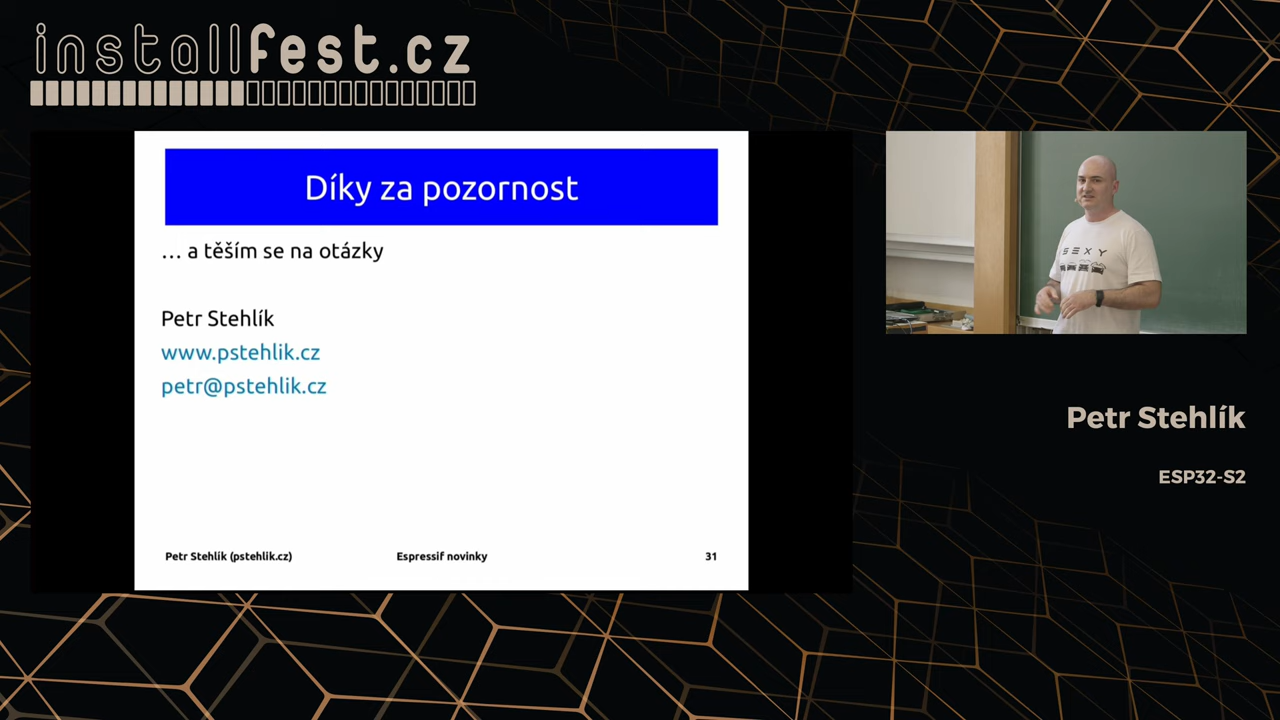 installfest.cz
Díky za pozornost
… a těším se na otázky
Petr Stehlík
www.pstehlik.cz
petr@pstehlik.cz
Petr Stehlík (pstehlik.cz)
Espressif novinky
31
SEXY
Petr Stehlík
ESP32-S2